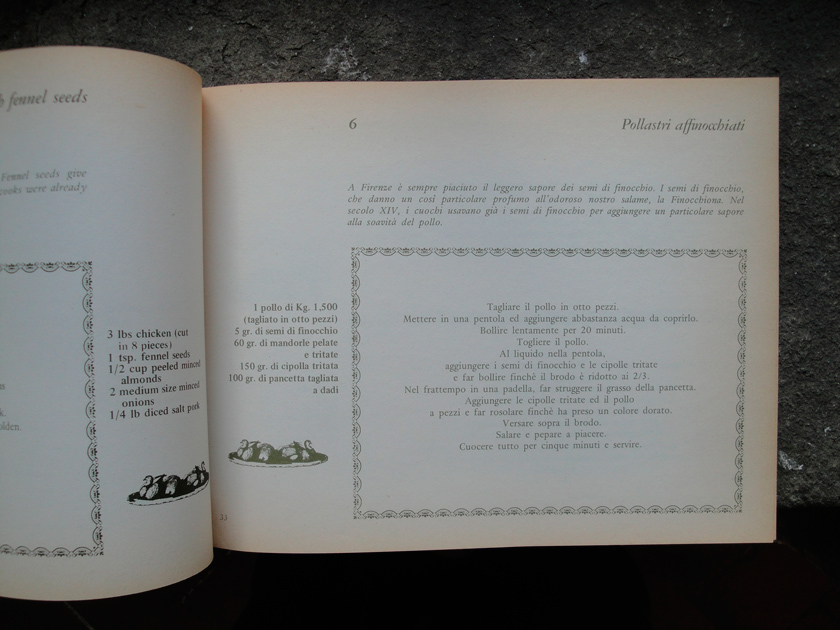 fennel seeds
Fennel seeds give
cooks were already
3 lbs chicken (cut
in 8 pieces)
1 tsp. fennel seeds
1/2 cup peeled minced
almonds
2 medium size minced
onions
1/4 lb diced salt pork
6
Pollastri affinocchiati
A Firenze è sempre piaciuto il leggero sapore dei semi di finocchio. I semi di finocchio,
che danno un così particolare profumo all'odoroso nostro salame, la Finocchiona. Nel
secolo XIV, i cuochi usavano già i semi di finocchio per aggiungere un particolare sapore
alla soavità del pollo.
1 pollo di Kg. 1,500
(tagliato in otto pezzi)
5 gr. di semi di finocchio
60 gr. di mandorle pelate
e tritate
150 gr. di cipolla tritata
100 gr. di pancetta tagliata
a dadi
Tagliare il pollo in otto pezzi.
Mettere in una pentola ed aggiungere abbastanza acqua da coprirlo.
Bollire lentamente per 20 minuti.
Togliere il pollo.
Al liquido nella pentola,
aggiungere i semi di finocchio e le cipolle tritate
e far bollire finchè il brodo è ridotto ai 2/3.
Nel frattempo in una padella, far struggere il grasso della pancetta.
Aggiungere le cipolle tritate ed il pollo
a pezzi e far rosolare finchè ha preso un colore dorato.
Versare sopra il brodo.
Salare e pepare a piacere.
Cuocere tutto per cinque minuti e servire.
33